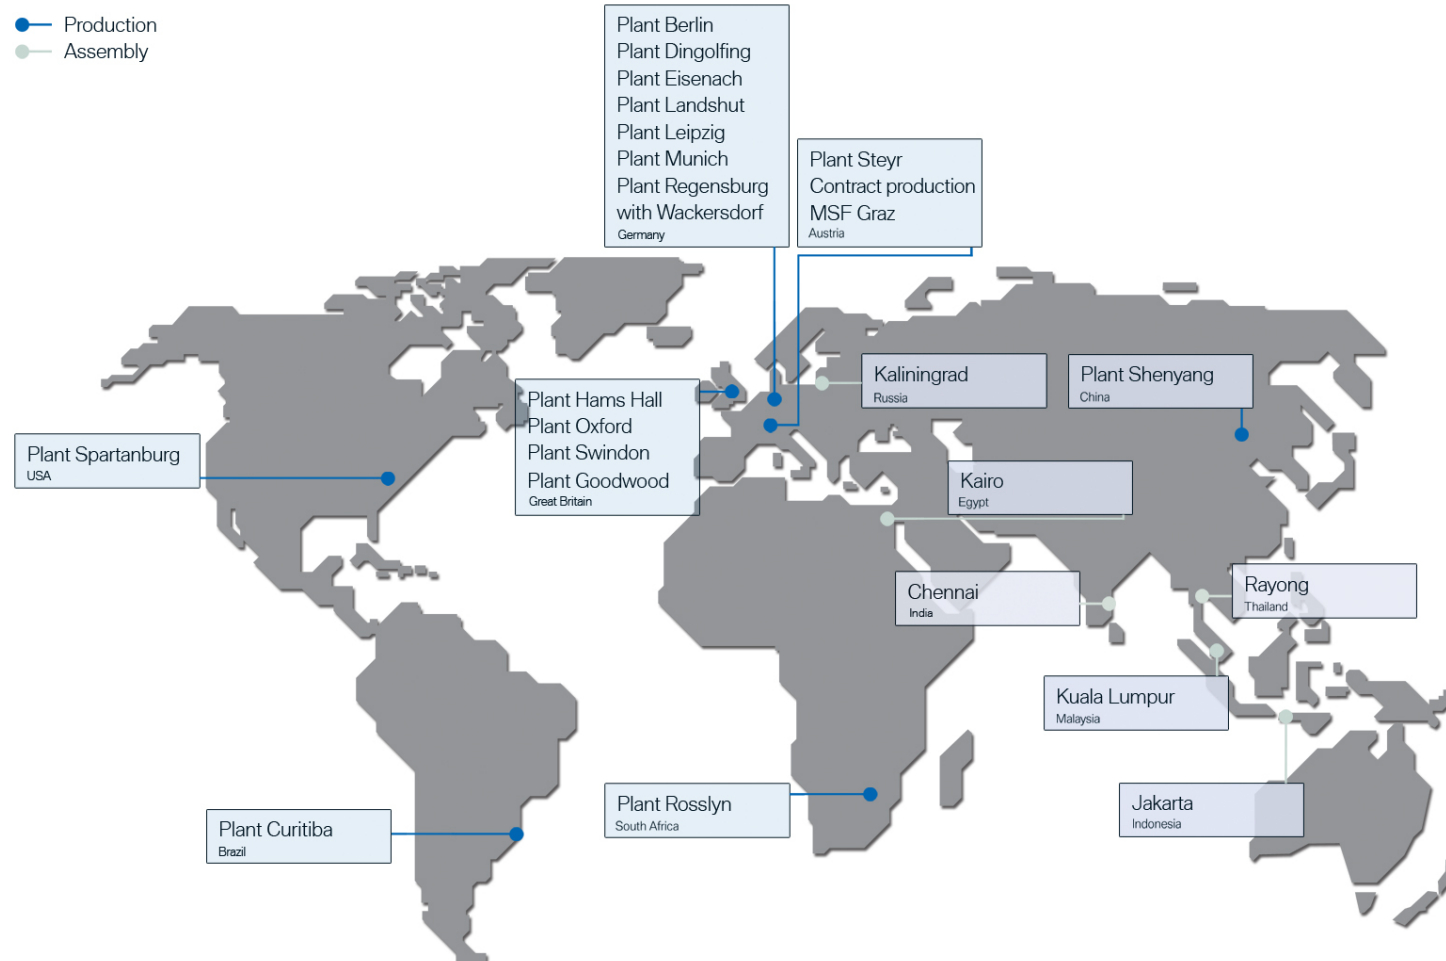 Production
Assembly
Plant Berlin
Plant Dingolfing
Plant Eisenach
Plant Landshut
Plant Leipzig
Plant Munich
Plant Regensburg
with Wackersdorf
Germany
Plant Steyr
Contract production
MSF Graz
Austria
Kaliningrad
Russia
Plant Shenyang
China
Plant Hams Hall
Plant Oxford
Plant Swindon
Plant Goodwood
Great Britain
Plant Spartanburg
USA
Kairo
Egypt
Chennai
India
Rayong
Thailand
Kuala Lumpur
Malaysia
Plant Rosslyn
South Africa
Jakarta
Indonesia
Plant Curitiba
Brazil